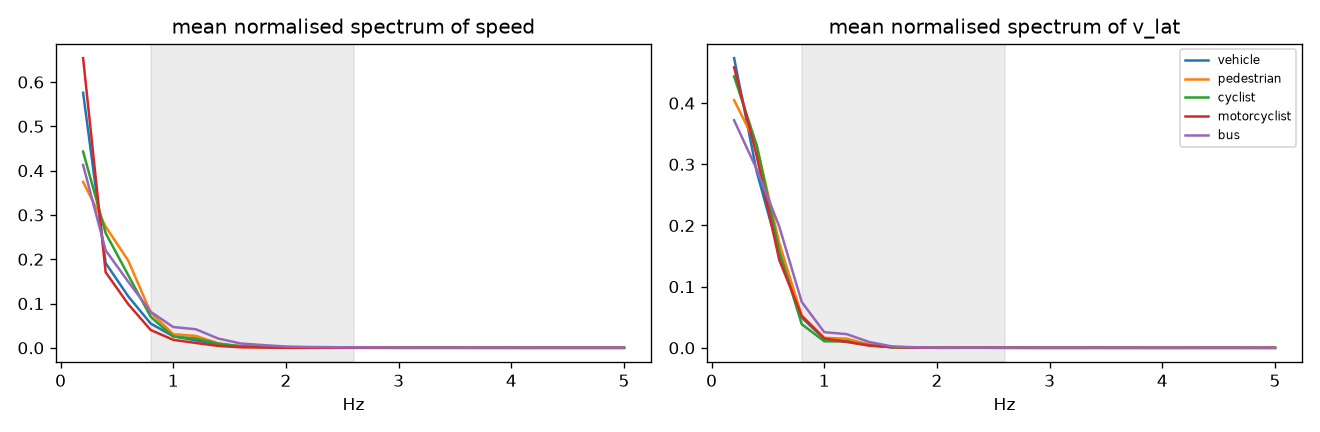 mean normalised spectrum of speed
0.6
0.5
0.4
0.3
0.2
0.1
0.0
0
1
2
3
4
5
Hz
mean normalised spectrum of v_lat
vehicle
pedestrian
cyclist
motorcyclist
bus
0.4
0.3
0.2
0.1
0.0
0
1
2
3
4
5
Hz